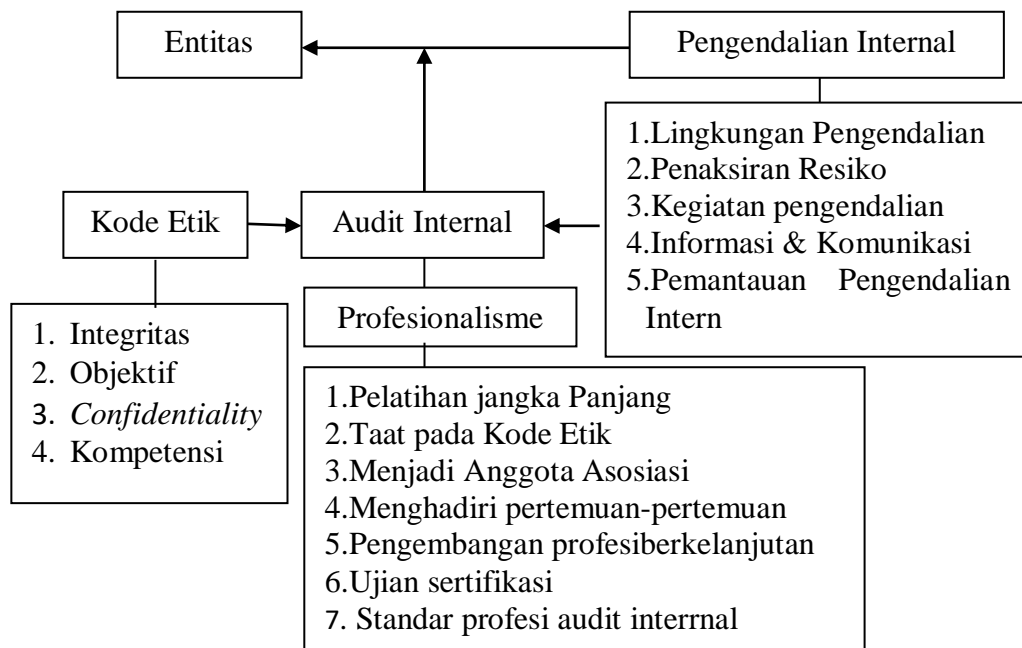 Entitas
Pengendalian Internal
1.Lingkungan Pengendalian
2.Penaksiran Resiko
3.Kegiatan pengendalian
4.Informasi & Komunikasi
5.Pemantauan Pengendalian
Intern
Kode Etik
Audit Internal
Profesionalisme
1. Integritas
2. Objektif
3. Confidentiality
4. Kompetensi
1.Pelatihan jangka Panjang
2.Taat pada Kode Etik
3.Menjadi Anggota Asosiasi
4.Menghadiri pertemuan-pertemuan
5.Pengembangan profesiberkelanjutan
6.Ujian sertifikasi
7. Standar profesi audit interrnal